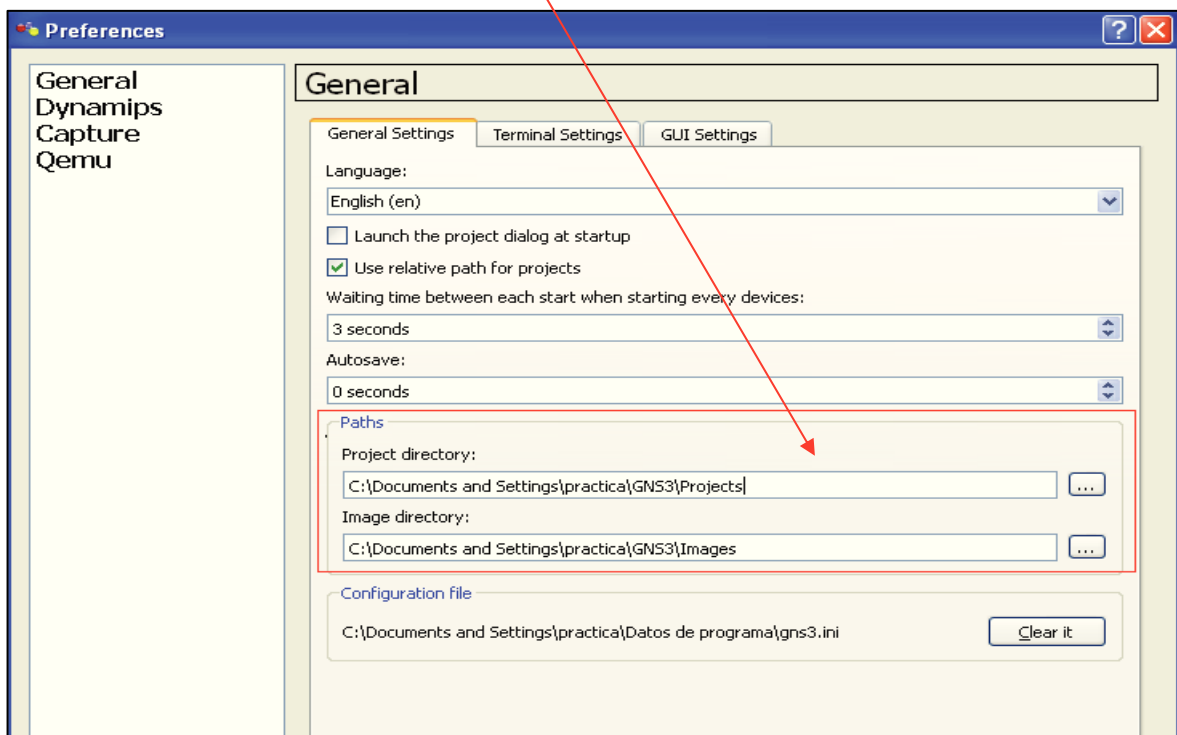 Preferences
General
Dynamips
Capture
Qemu
General
General Settings Terminal Settings GUI Settings
Language:
English (en)
Launch the project dialog at startup
Use relative path for projects
Waiting time between each start when starting every devices:
3 seconds
Autosave:
0 seconds
Paths
Project directory:
C:\Documents and Settings\practica\GNS3\Projects
...
Image directory:
C:\Documents and Settings\practica\GNS3\Images
...
Configuration file
C:\Documents and Settings\practica\Datos de programa\gns3.ini
Clear it